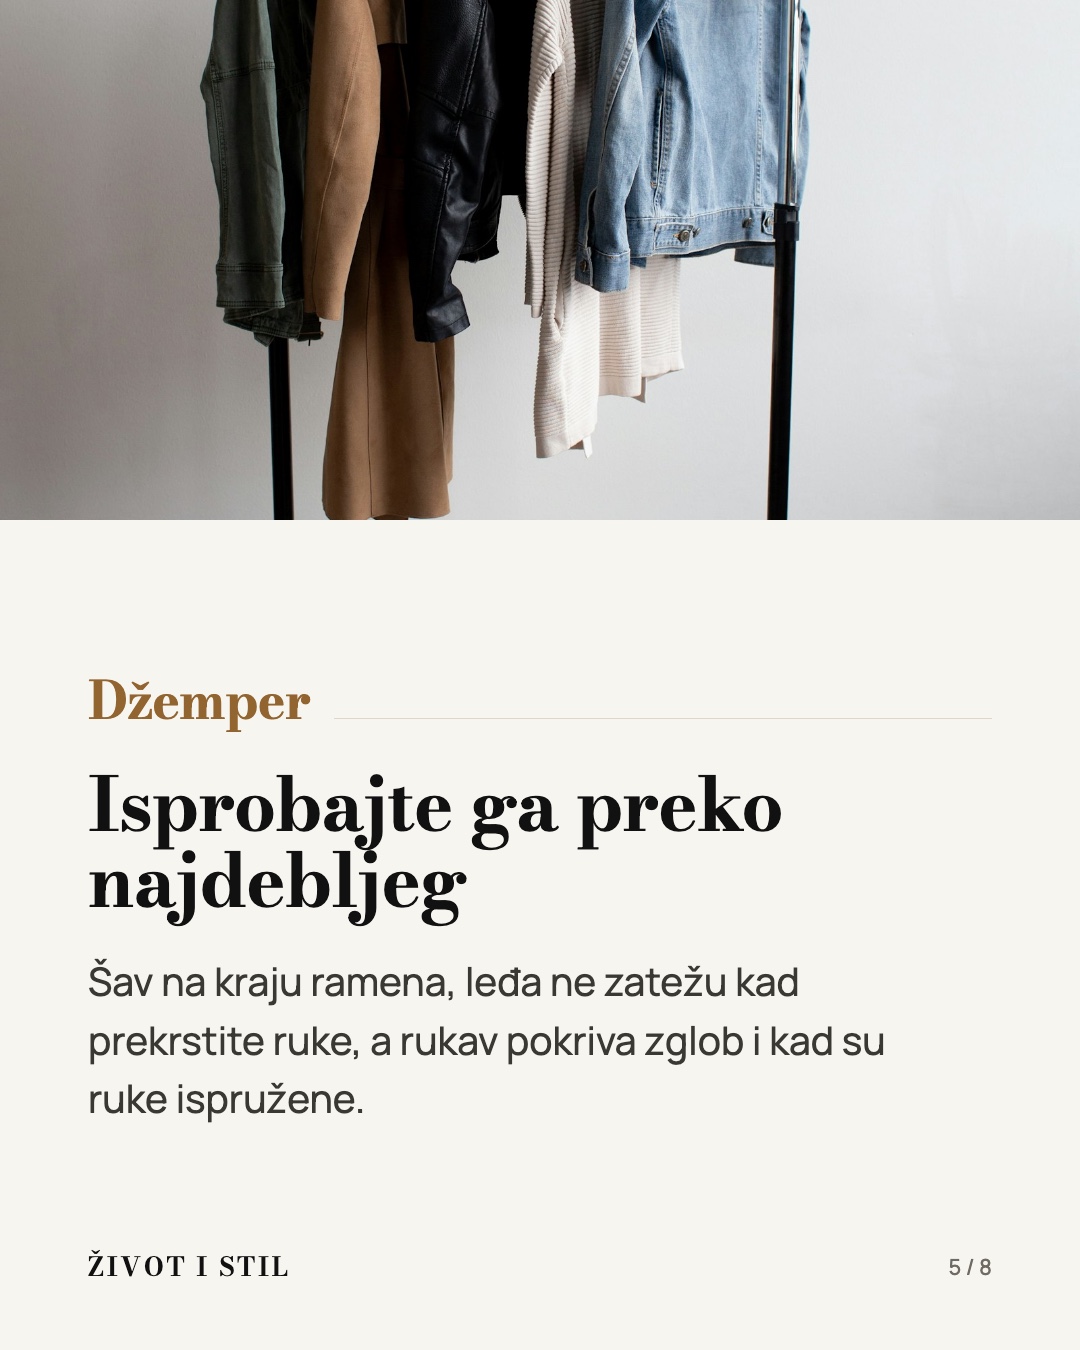 Džemper
Isprobajte ga preko
najdebljeg
Šav na kraju ramena, leđa ne zatežu kad
prekrstite ruke, a rukav pokriva zglob i kad su
ruke ispružene.
ŽIVOT I STIL
5 / 8